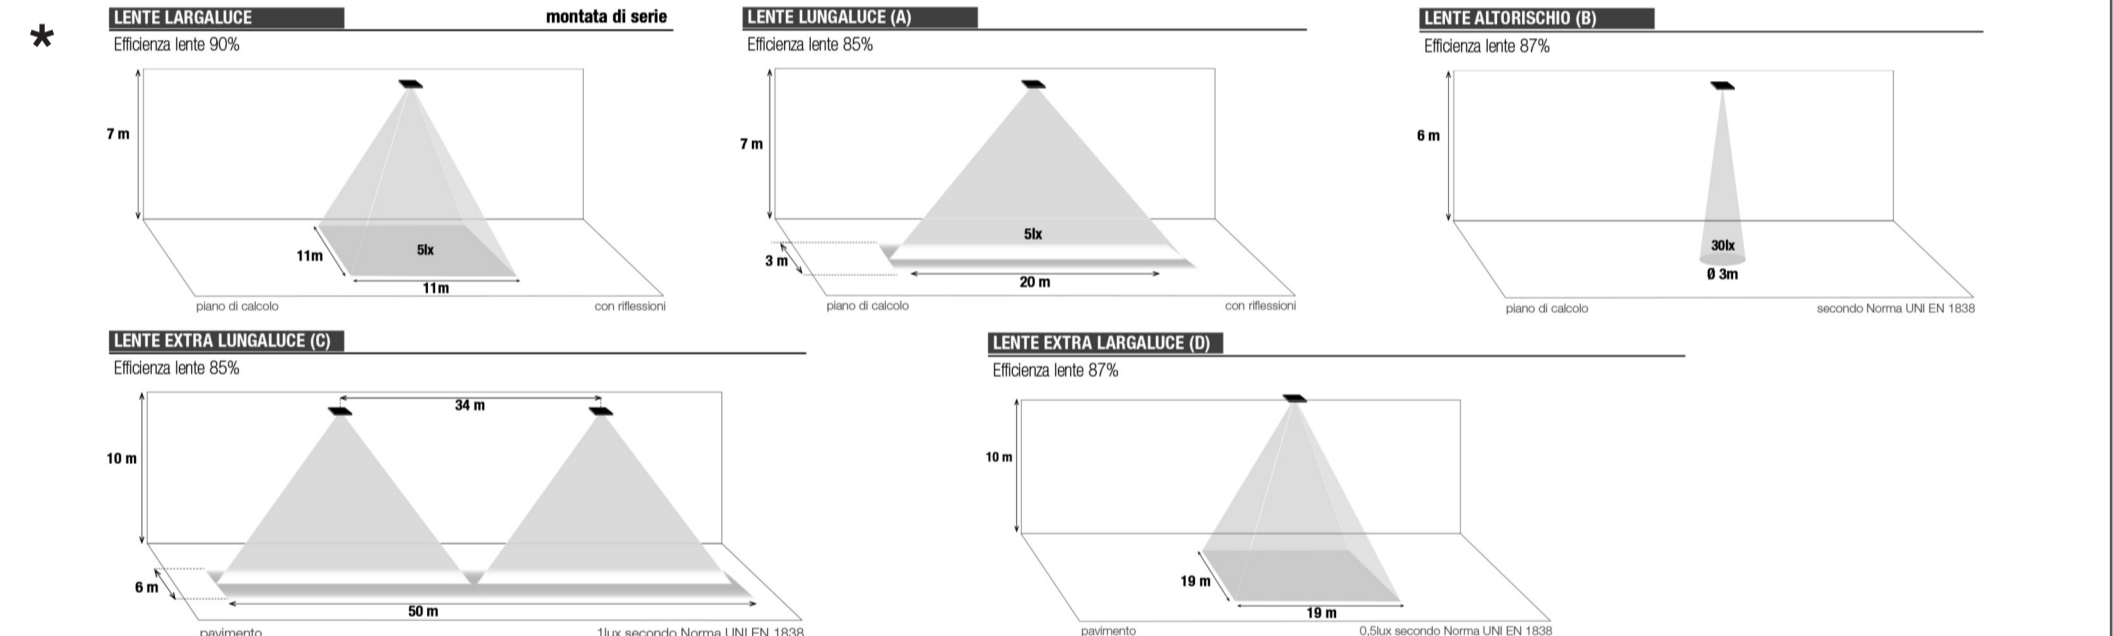 *
LENTE LARGALUCE montata di serie
Efficienza lente 90%
7 m
11m
5lx
11m
piano di calcolo con riflessioni
LENTE LUNGALUCE (A)
Efficienza lente 85%
7 m
5lx
3 m
20 m
piano di calcolo con riflessioni
LENTE ALTORISCHIO (B)
Efficienza lente 87%
6 m
30lx
Ø 3m
piano di calcolo secondo Norma UNI EN 1838
LENTE EXTRA LUNGALUCE (C)
Efficienza lente 85%
34 m
10 m
6 m
50 m
pavimento 1lux secondo Norma UNI EN 1838
LENTE EXTRA LARGALUCE (D)
Efficienza lente 87%
10 m
19 m
19 m
pavimento 0,5lux secondo Norma UNI EN 1838